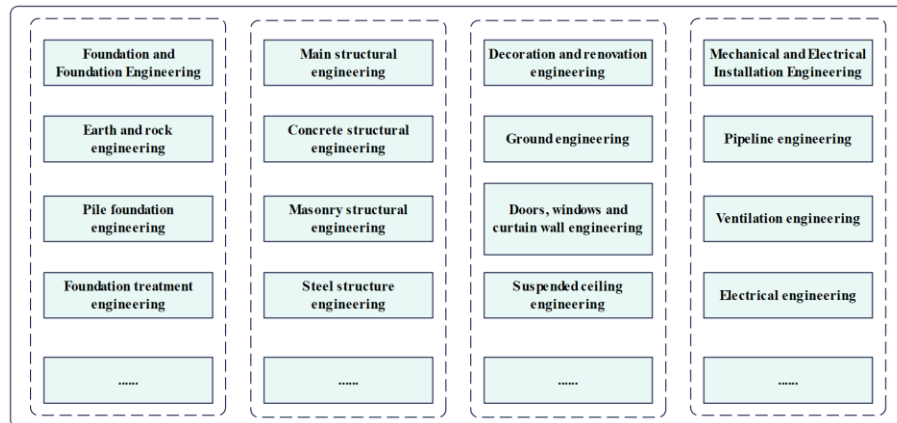 Foundation and
Foundation Engineering
Earth and rock
engineering
Pile foundation
engineering
Foundation treatment
engineering
......
Main structural
engineering
Concrete structural
engineering
Masonry structural
engineering
Steel structure
engineering
......
Decoration and renovation
engineering
Ground engineering
Doors, windows and
curtain wall engineering
Suspended ceiling
engineering
......
Mechanical and Electrical
Installation Engineering
Pipeline engineering
Ventilation engineering
Electrical engineering
......